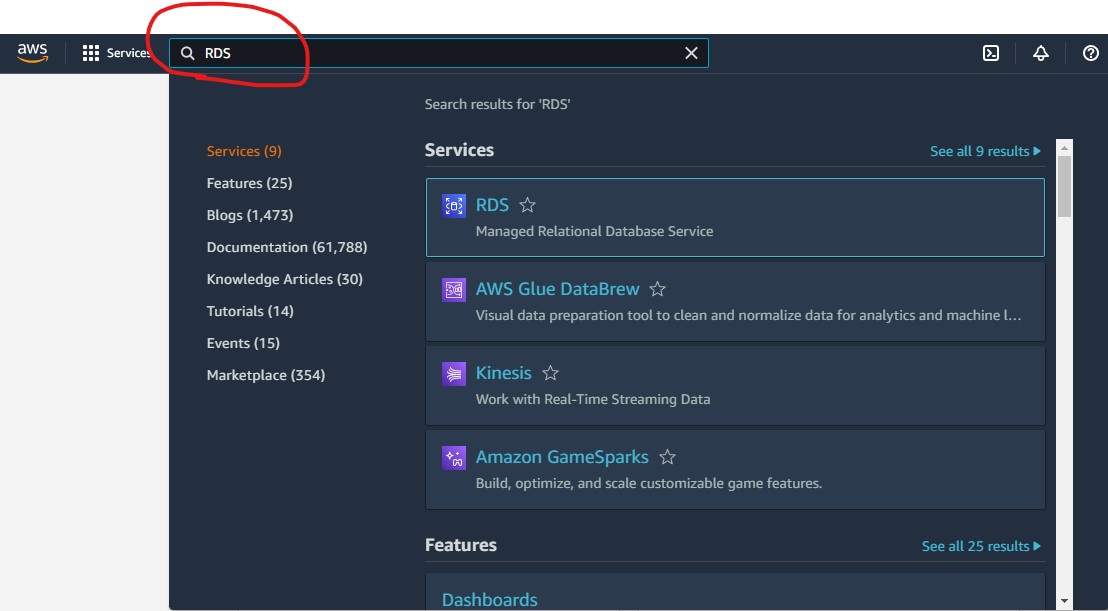 aws
Services
RDS
Search results for 'RDS'
Services (9)
Features (25)
Blogs (1,473)
Documentation (61,788)
Knowledge Articles (30)
Tutorials (14)
Events (15)
Marketplace (354)
Services
See all 9 results
RDS
Managed Relational Database Service
AWS Glue DataBrew
Visual data preparation tool to clean and normalize data for analytics and machine l...
Kinesis
Work with Real-Time Streaming Data
Amazon GameSparks
Build, optimize, and scale customizable game features.
Features
See all 25 results
Dashboards